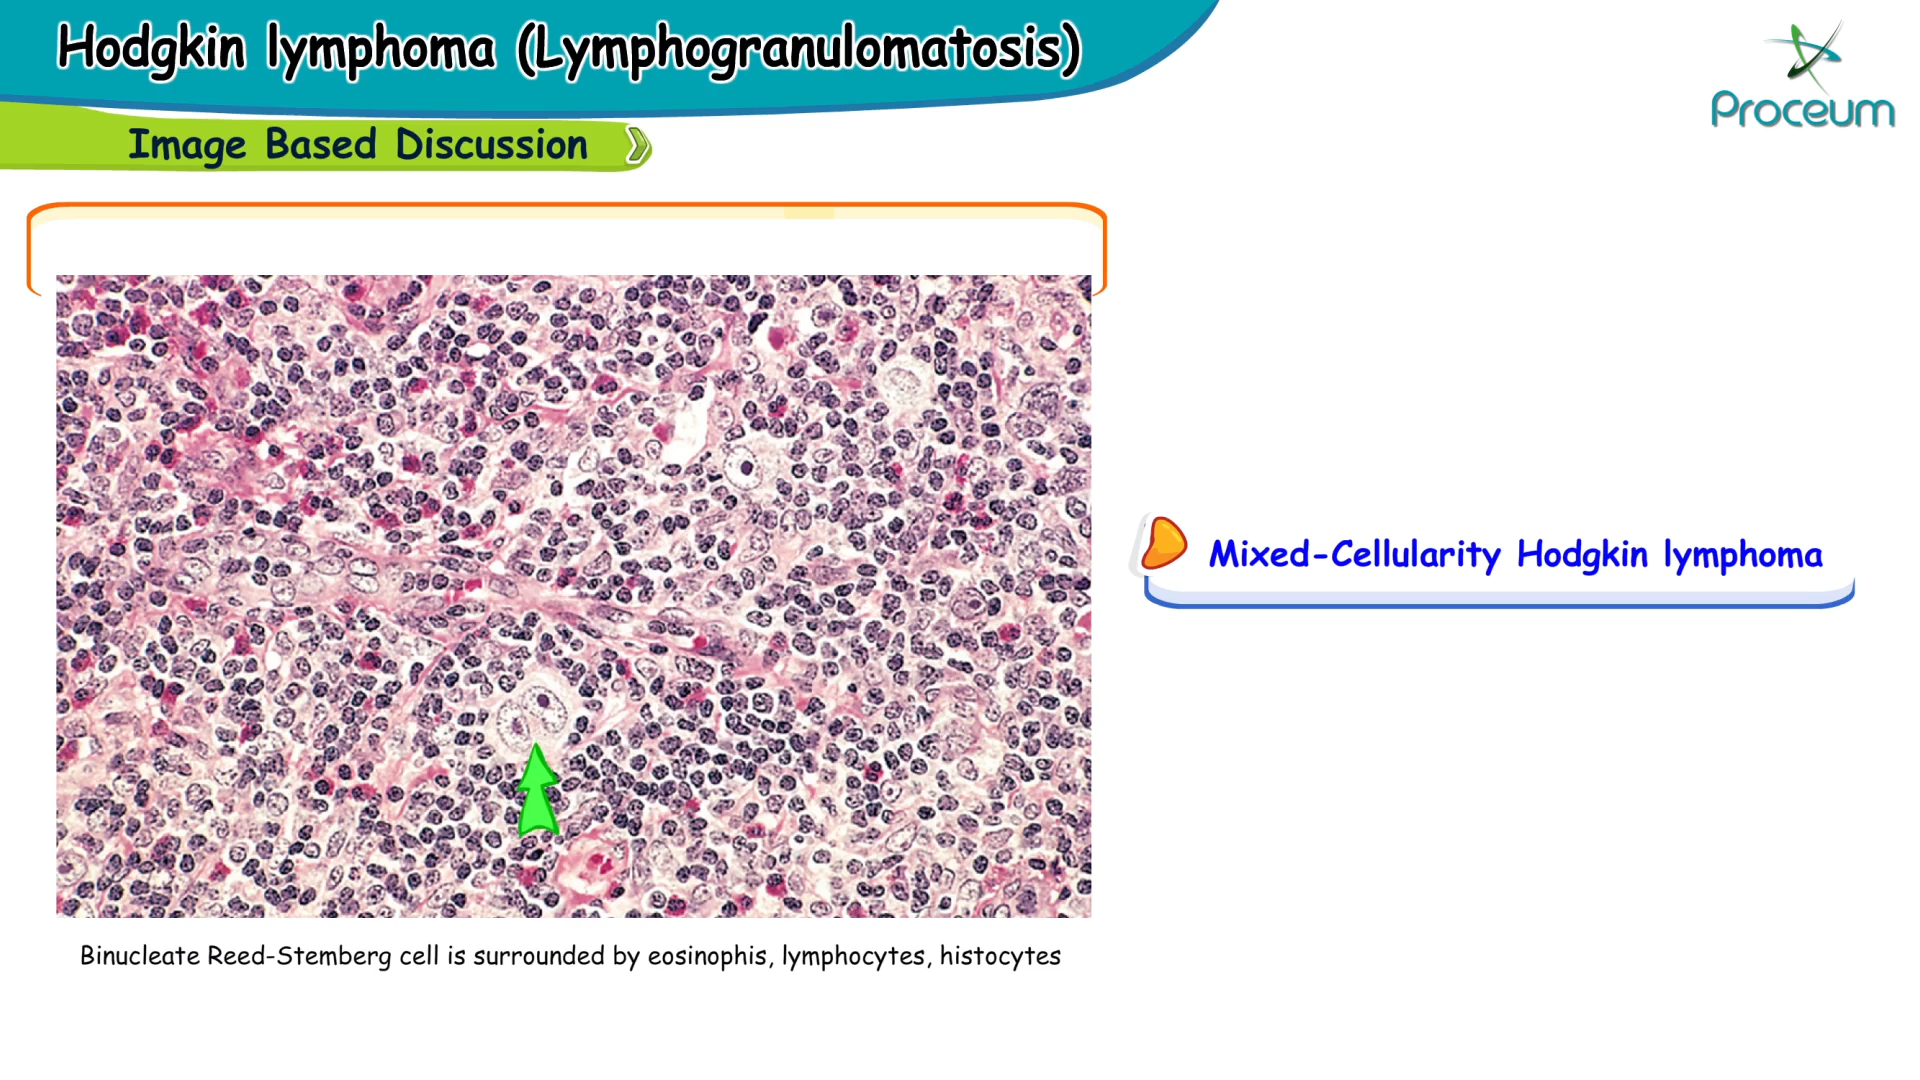 Hodgkin lymphoma (Lymphogranulomatosis)
Proceum
Image Based Discussion
Mixed-Cellularity Hodgkin lymphoma
Binucleate Reed-Stemberg cell is surrounded by eosinophis, lymphocytes, histocytes